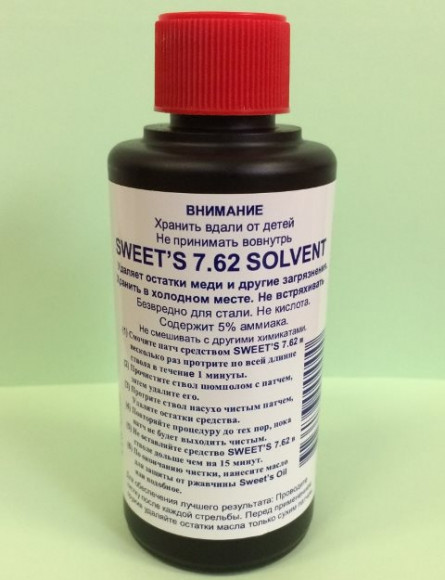 ВНИМАНИЕ
Хранить вдали от детей
Не принимать вовнутрь
SWEET'S 7.62 SOLVENT
Удаляет остатки меди и другие загрязнения.
Хранить в холодном месте. Не встряхивать
Безвредно для стали. Не кислота.
Содержит 5% аммиака.
Не смешивать с другими химикатами.
(1) Смочите патч средством SWEET'S 7.62 и
несколько раз протрите по всей длинне
ствола в течение 1 минуты.
(2) Прочистите ствол шомполом с патчем,
затем удалите его.
(3) Протрите ствол насухо чистым патчем,
Удалите остатки средства.
(4) Повторяйте процедуру до тех пор, пока
патч не будет выходить чистым.
(5) Не оставляйте средство SWEET'S 7.62 в
стволе дольше чем на 15 минут.
(6) По окончанию чистки, нанесите масло
для защиты от ржавчины Sweet's Oil
или подобное.
Для обеспечения лучшего результата: Проводите
чистку после каждой стрельбы. Перед применением
удаляйте остатки масла только сухим патчем